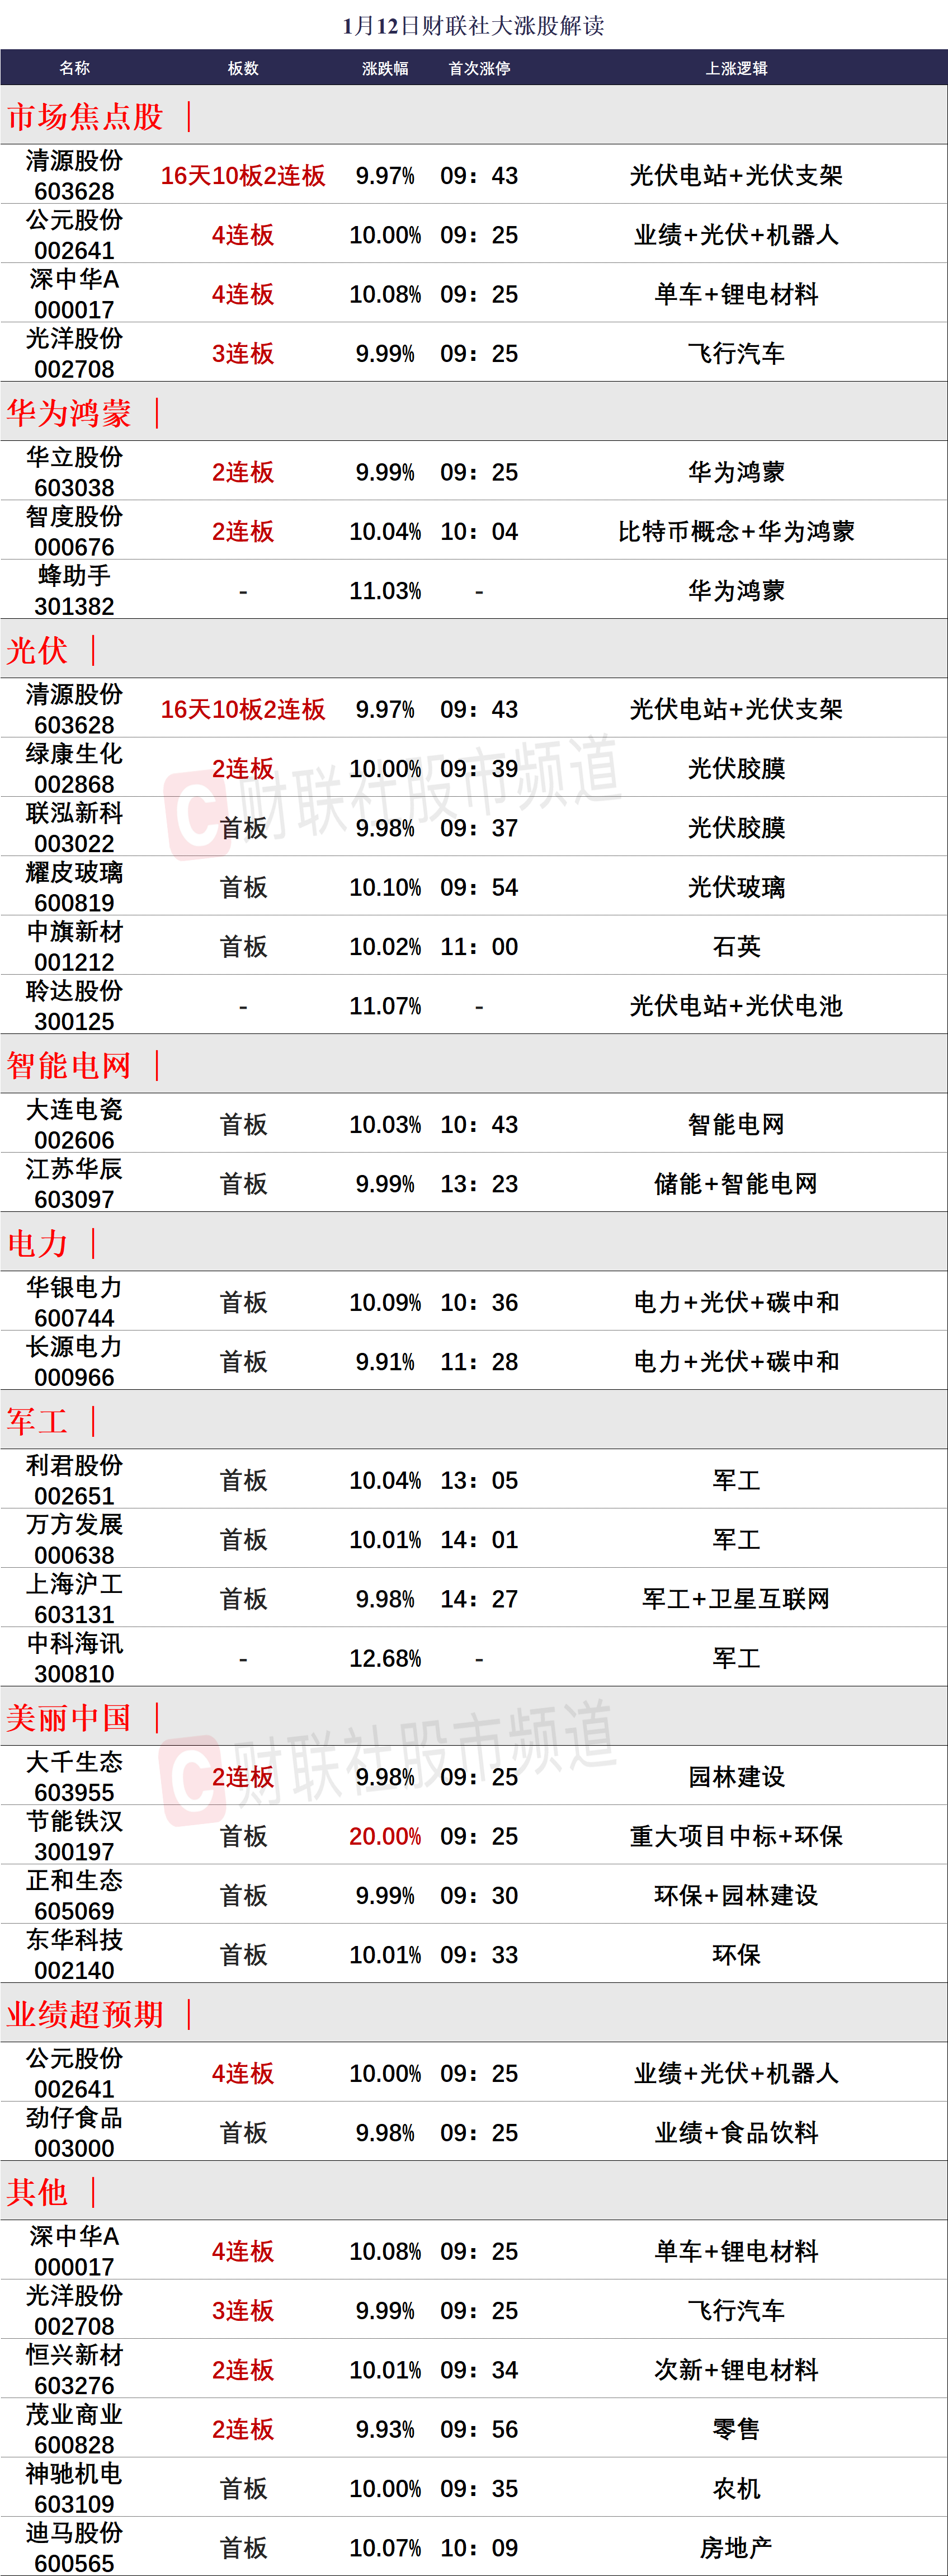 1月12日财联社大涨股解读
名称 板数 涨跌幅 首次涨停 上涨逻辑
市场焦点股 ｜
清源股份
603628 16天10板2连板 9.97% 09：43 光伏电站+光伏支架
公元股份
002641 4连板 10.00% 09：25 业绩+光伏+机器人
深中华A
000017 4连板 10.08% 09：25 单车+锂电材料
光洋股份
002708 3连板 9.99% 09：25 飞行汽车
华为鸿蒙 ｜
华立股份
603038 2连板 9.99% 09：25 华为鸿蒙
智度股份
000676 2连板 10.04% 10：04 比特币概念+华为鸿蒙
蜂助手
301382 - 11.03% - 华为鸿蒙
光伏 ｜
清源股份
603628 16天10板2连板 9.97% 09：43 光伏电站+光伏支架
绿康生化
002868 2连板 10.00% 09：39 光伏胶膜
联泓新科
003022 首板 9.98% 09：37 光伏胶膜
耀皮玻璃
600819 首板 10.10% 09：54 光伏玻璃
中旗新材
001212 首板 10.02% 11：00 石英
聆达股份
300125 - 11.07% - 光伏电站+光伏电池
智能电网 ｜
大连电瓷
002606 首板 10.03% 10：43 智能电网
江苏华辰
603097 首板 9.99% 13：23 储能+智能电网
电力 ｜
华银电力
600744 首板 10.09% 10：36 电力+光伏+碳中和
长源电力
000966 首板 9.91% 11：28 电力+光伏+碳中和
军工 ｜
利君股份
002651 首板 10.04% 13：05 军工
万方发展
000638 首板 10.01% 14：01 军工
上海沪工
603131 首板 9.98% 14：27 军工+卫星互联网
中科海讯
300810 - 12.68% - 军工
美丽中国 ｜
大千生态
603955 2连板 9.98% 09：25 园林建设
节能铁汉
300197 首板 20.00% 09：25 重大项目中标+环保
正和生态
605069 首板 9.99% 09：30 环保+园林建设
东华科技
002140 首板 10.01% 09：33 环保
业绩超预期 ｜
公元股份
002641 4连板 10.00% 09：25 业绩+光伏+机器人
劲仔食品
003000 首板 9.98% 09：25 业绩+食品饮料
其他 ｜
深中华A
000017 4连板 10.08% 09：25 单车+锂电材料
光洋股份
002708 3连板 9.99% 09：25 飞行汽车
恒兴新材
603276 2连板 10.01% 09：34 次新+锂电材料
茂业商业
600828 2连板 9.93% 09：56 零售
神驰机电
603109 首板 10.00% 09：35 农机
迪马股份
600565 首板 10.07% 10：09 房地产
C 财联社股市频道
C 财联社股市频道